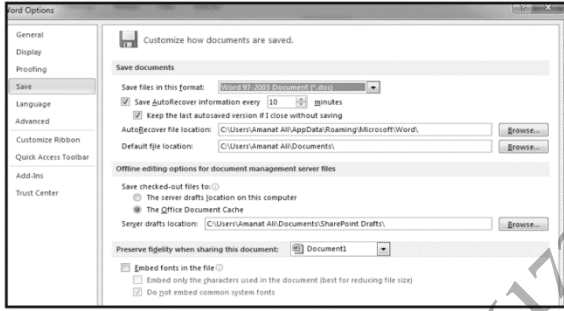 Word Options
General
Display
Proofing
Save
Language
Advanced
Customize Ribbon
Quick Access Toolbar
Add-Ins
Trust Center
Customize how documents are saved.
Save documents
Save files in this format: Word 97-2003 Document (*.doc)
Save AutoRecover information every 10 minutes
Keep the last autosaved version if I close without saving
AutoRecover file location: C:\Users\Amanat Ali\AppData\Roaming\Microsoft\Word\ Browse...
Default file location: C:\Users\Amanat Ali\Documents\ Browse...
Offline editing options for document management server files
Save checked-out files to:
The server drafts location on this computer
The Office Document Cache
Server drafts location: C:\Users\Amanat Ali\Documents\SharePoint Drafts\ Browse...
Preserve fidelity when sharing this document: Document1
Embed fonts in the file
Embed only the characters used in the document (best for reducing file size)
Do not embed common system fonts